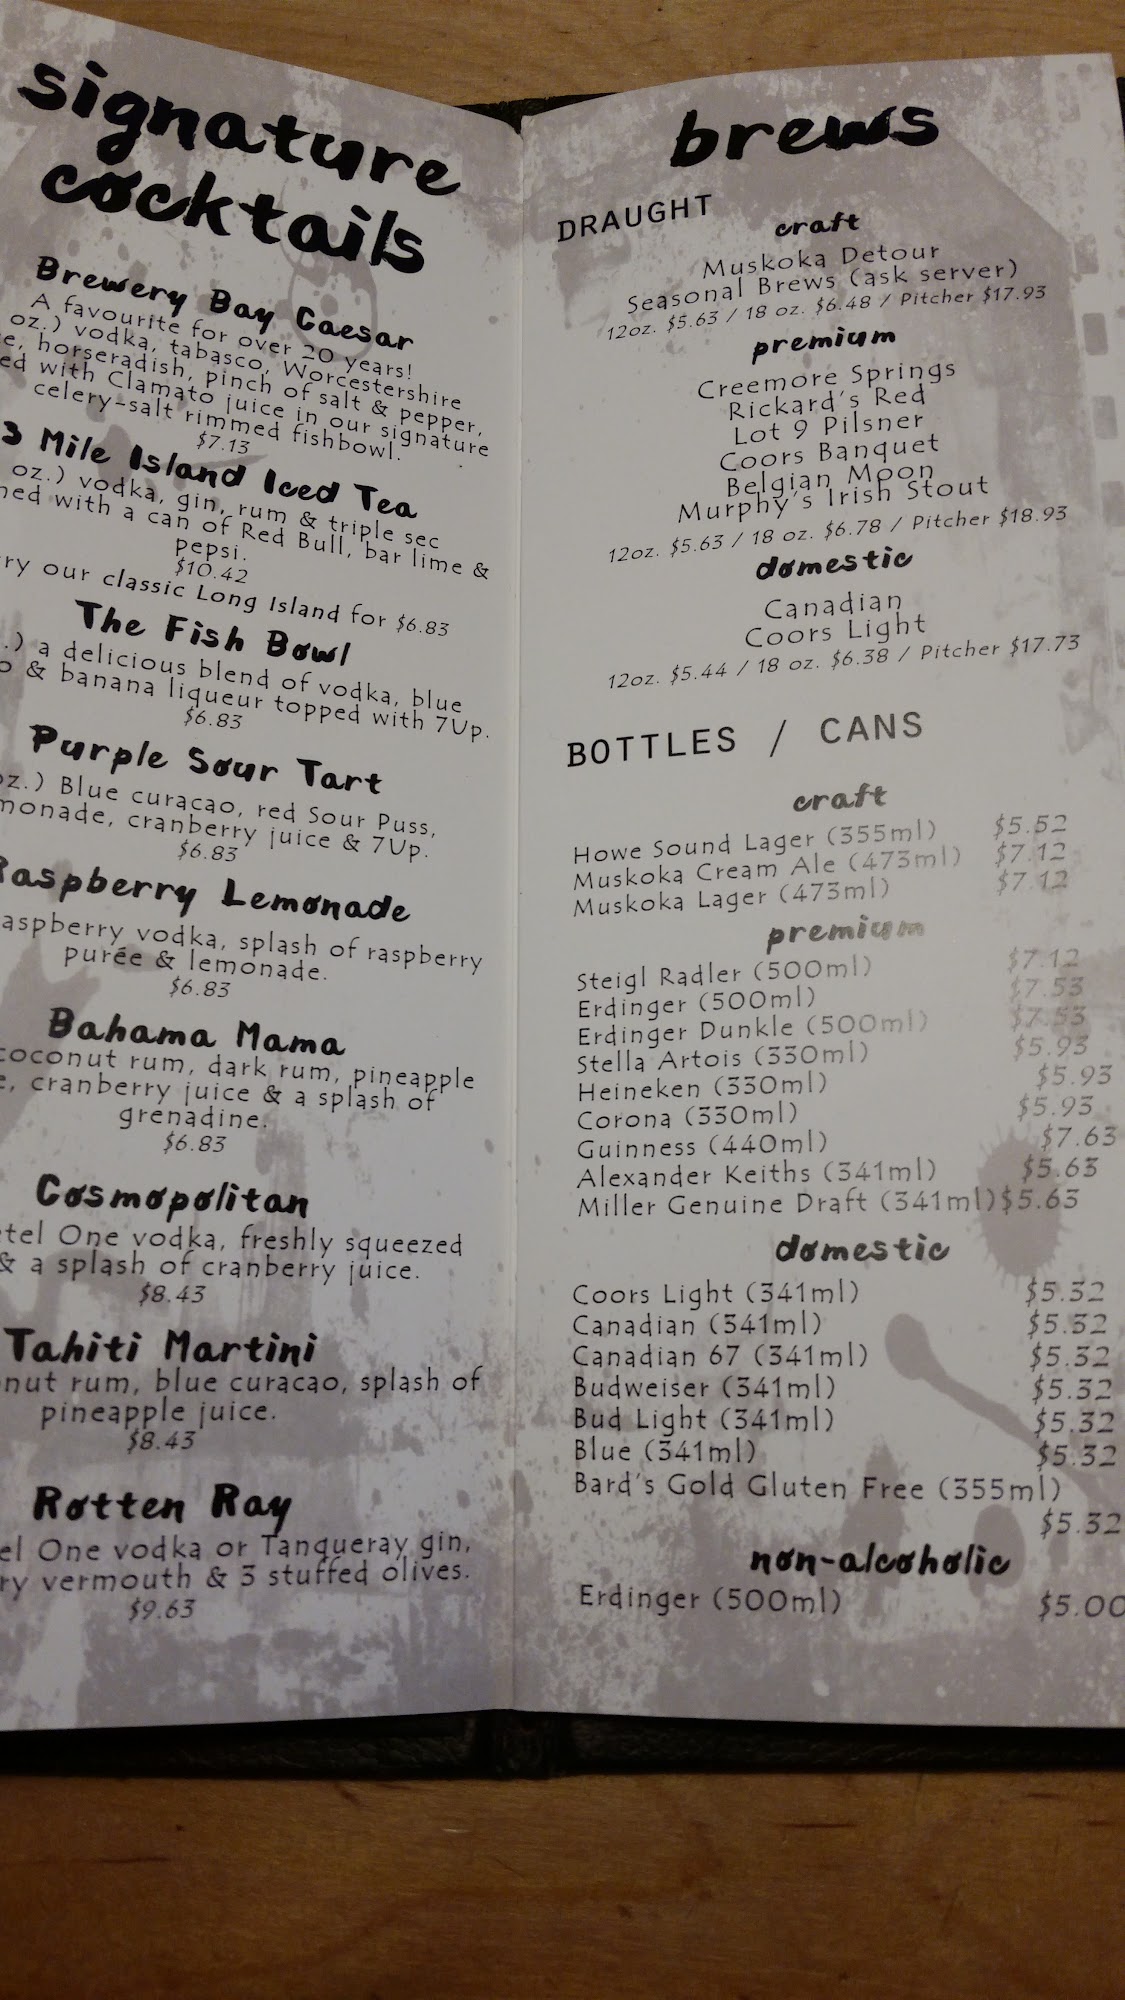 signature
cocktails
Brewery Bay Caesar
A favourite for over 20 years!
oz.) vodka, tabasco, Worcestershire
horseradish, pinch of salt & pepper,
with Clamato juice in our signature
celery-salt rimmed fishbowl.
$7.13
3 Mile Island Iced Tea
oz.) vodka, gin, rum & triple sec
with a can of Red Bull, bar lime &
pepsi.
$10.42
our classic Long Island for $6.83
The Fish Bowl
a delicious blend of vodka, blue
& banana liqueur topped with 7Up.
$6.83
Purple Sour Tart
Blue curacao, red Sour Puss,
cranberry juice & 7Up.
$6.83
Raspberry Lemonade
raspberry vodka, splash of raspberry
purée & lemonade.
$6.83
Bahama Mama
coconut rum, dark rum, pineapple
cranberry juice & a splash of
grenadine.
$6.83
Cosmopolitan
One vodka, freshly squeezed
& a splash of cranberry juice.
$8.43
Tahiti Martini
rum, blue curacao, splash of
pineapple juice.
$8.43
Rotten Ray
One vodka or Tanqueray gin,
vermouth & 3 stuffed olives.
$9.63
brews
DRAUGHT
craft
Muskoka Detour
Seasonal Brews (ask server)
12oz. $5.63 / 18 oz. $6.48 / Pitcher $17.93
premium
Creemore Springs
Rickard's Red
Lot 9 Pilsner
Coors Banquet
Belgian Moon
Murphy's Irish Stout
12oz. $5.63 / 18 oz. $6.78 / Pitcher $18.93
domestic
Canadian
Coors Light
12oz. $5.44 / 18 oz. $6.38 / Pitcher $17.73
BOTTLES / CANS
craft
Howe Sound Lager (355ml) $5.52
Muskoka Cream Ale (473ml) $7.12
Muskoka Lager (473ml) $7.12
premium
Steigl Radler (500ml) $7.12
Erdinger (500ml) $7.53
Erdinger Dunkle (500ml) $7.53
Stella Artois (330ml) $5.93
Heineken (330ml) $5.93
Corona (330ml) $5.93
Guinness (440ml) $7.63
Alexander Keiths (341ml) $5.63
Miller Genuine Draft (341ml) $5.63
domestic
Coors Light (341ml) $5.32
Canadian (341ml) $5.32
Canadian 67 (341ml) $5.32
Budweiser (341ml) $5.32
Bud Light (341ml) $5.32
Blue (341ml) $5.32
Bard's Gold Gluten Free (355ml)
$5.32
non-alcoholic
Erdinger (500ml) $5.00